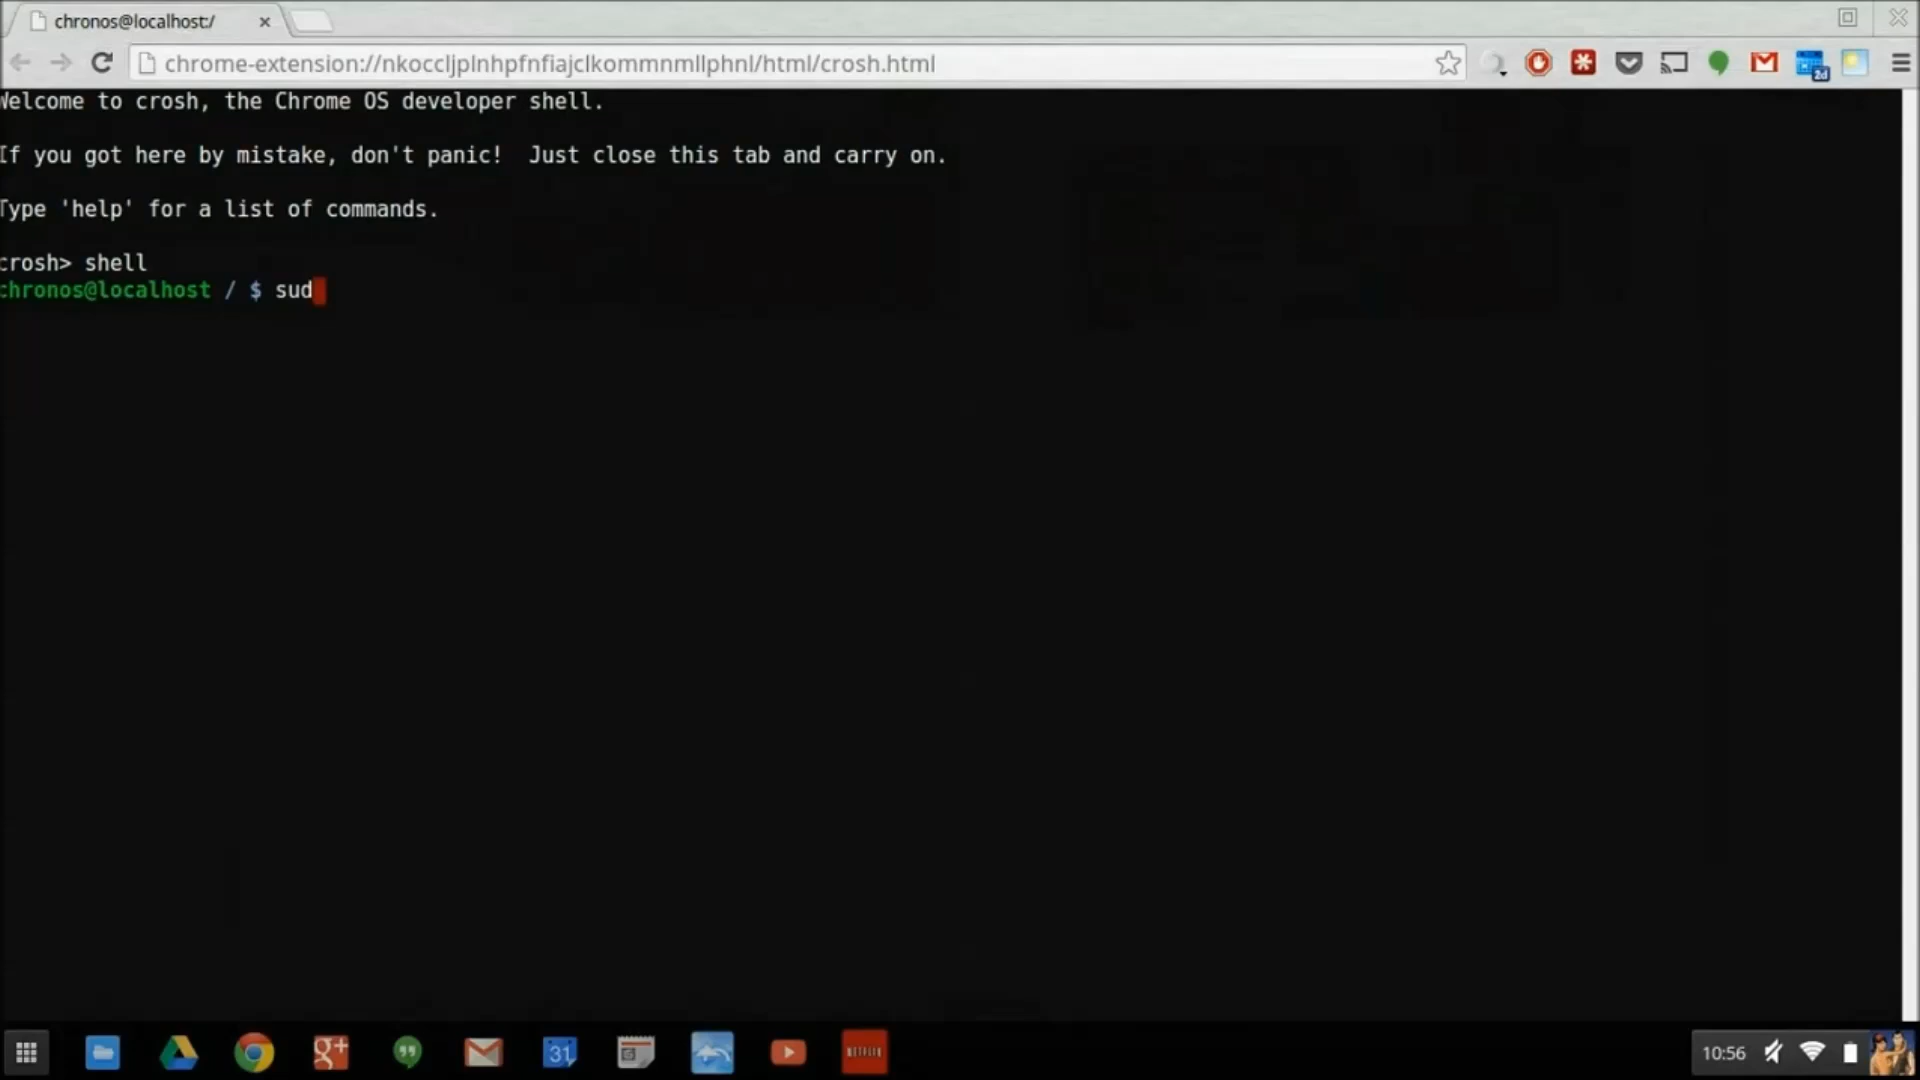 chronos@localhost:/
chrome-extension://nkoccljplnhpfnfiajclkommnmllphnl/html/crosh.html
2d
Welcome to crosh, the Chrome OS developer shell.
If you got here by mistake, don't panic!  Just close this tab and carry on.
Type 'help' for a list of commands.
crosh> shell
chronos@localhost / $ sud
g+
31
NETFLIX
10:56